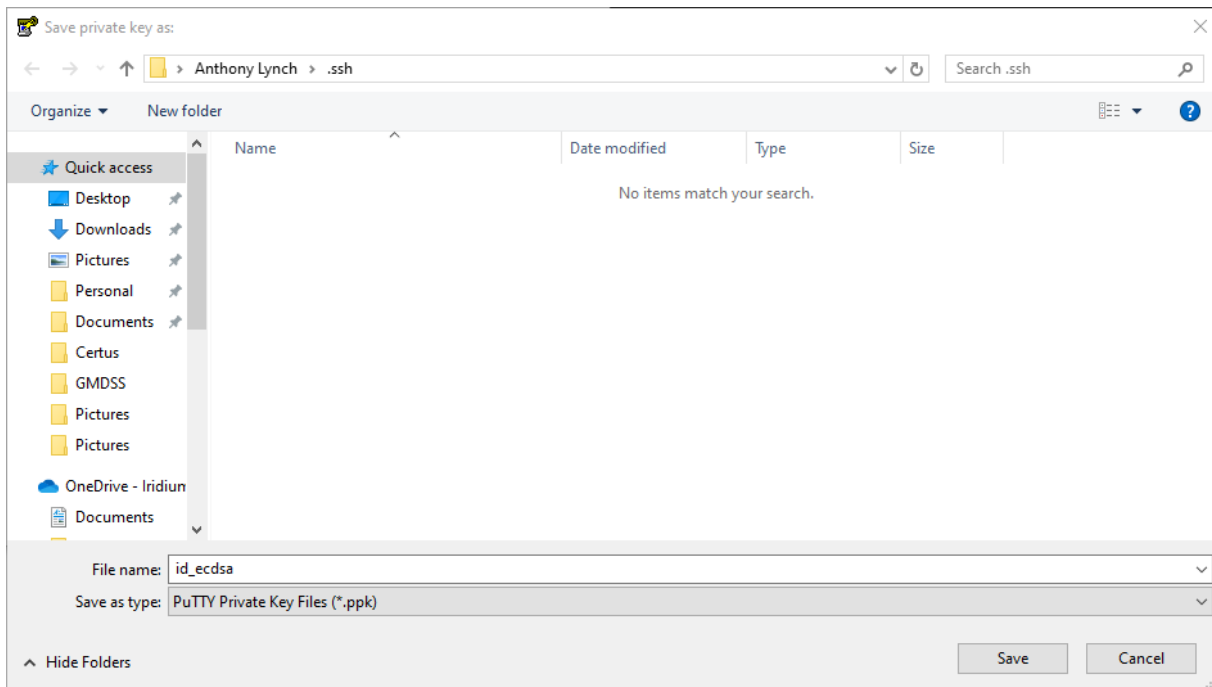 Save private key as:
Anthony Lynch > .ssh
Search .ssh
Organize
New folder
Name
Date modified
Type
Size
No items match your search.
Quick access
Desktop
Downloads
Pictures
Personal
Documents
Certus
GMDSS
Pictures
Pictures
OneDrive - Iridium
Documents
File name: id_ecdsa
Save as type: PuTTY Private Key Files (*.ppk)
Hide Folders
Save
Cancel